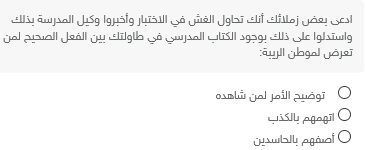 ادعى بعض زملائك أنك تحاول الغش في الاختبار وأخبروا وكيل المدرسة بذلك
واستدلوا على ذلك بوجود الكتاب المدرسي في طاولتك بين الفعل الصحيح لمن
تعرض لموطن الريبة:
توضيح الأمر لمن شاهده
اتهمهم بالكذب
أصفهم بالحاسدين